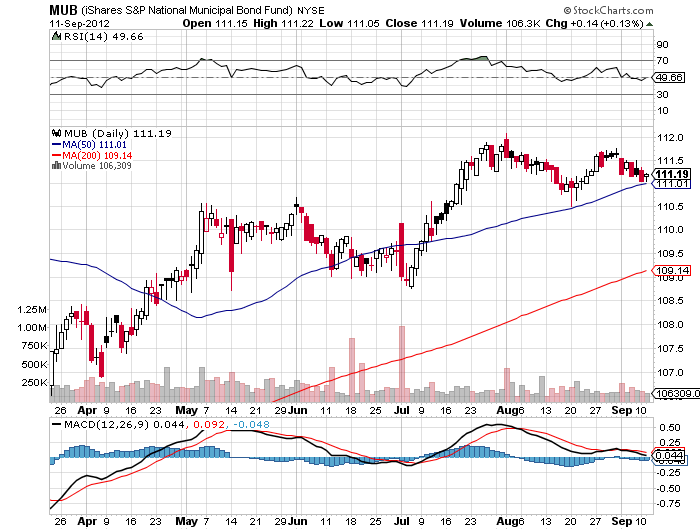 MUB (iShares S&P National Municipal Bond Fund) NYSE © StockCharts.com
11-Sep-2012 Open 111.15 High 111.22 Low 111.05 Close 111.19 Volume 106.3K Chg +0.14 (+0.13%)
RSI(14) 49.66
90
70
49.66
30
10
MUB (Daily) 111.19
MA(50) 111.01
MA(200) 109.14
Volume 106,309
112.0
111.5
111.19
111.01
110.5
110.0
109.5
109.14
108.5
108.0
107.5
107.0
106309.0
1.25M
1.00M
750K
500K
250K
26 Apr 9 16 23 May 7 14 21 29 Jun 11 18 25 Jul 9 16 23 Aug 6 13 20 27 Sep 10
MACD(12,26,9) 0.044, 0.092, -0.048
0.50
0.25
0.044
-0.25
-0.50
-0.75
26 Apr 9 16 23 May 7 14 21 29 Jun 11 18 25 Jul 9 16 23 Aug 6 13 20 27 Sep 10